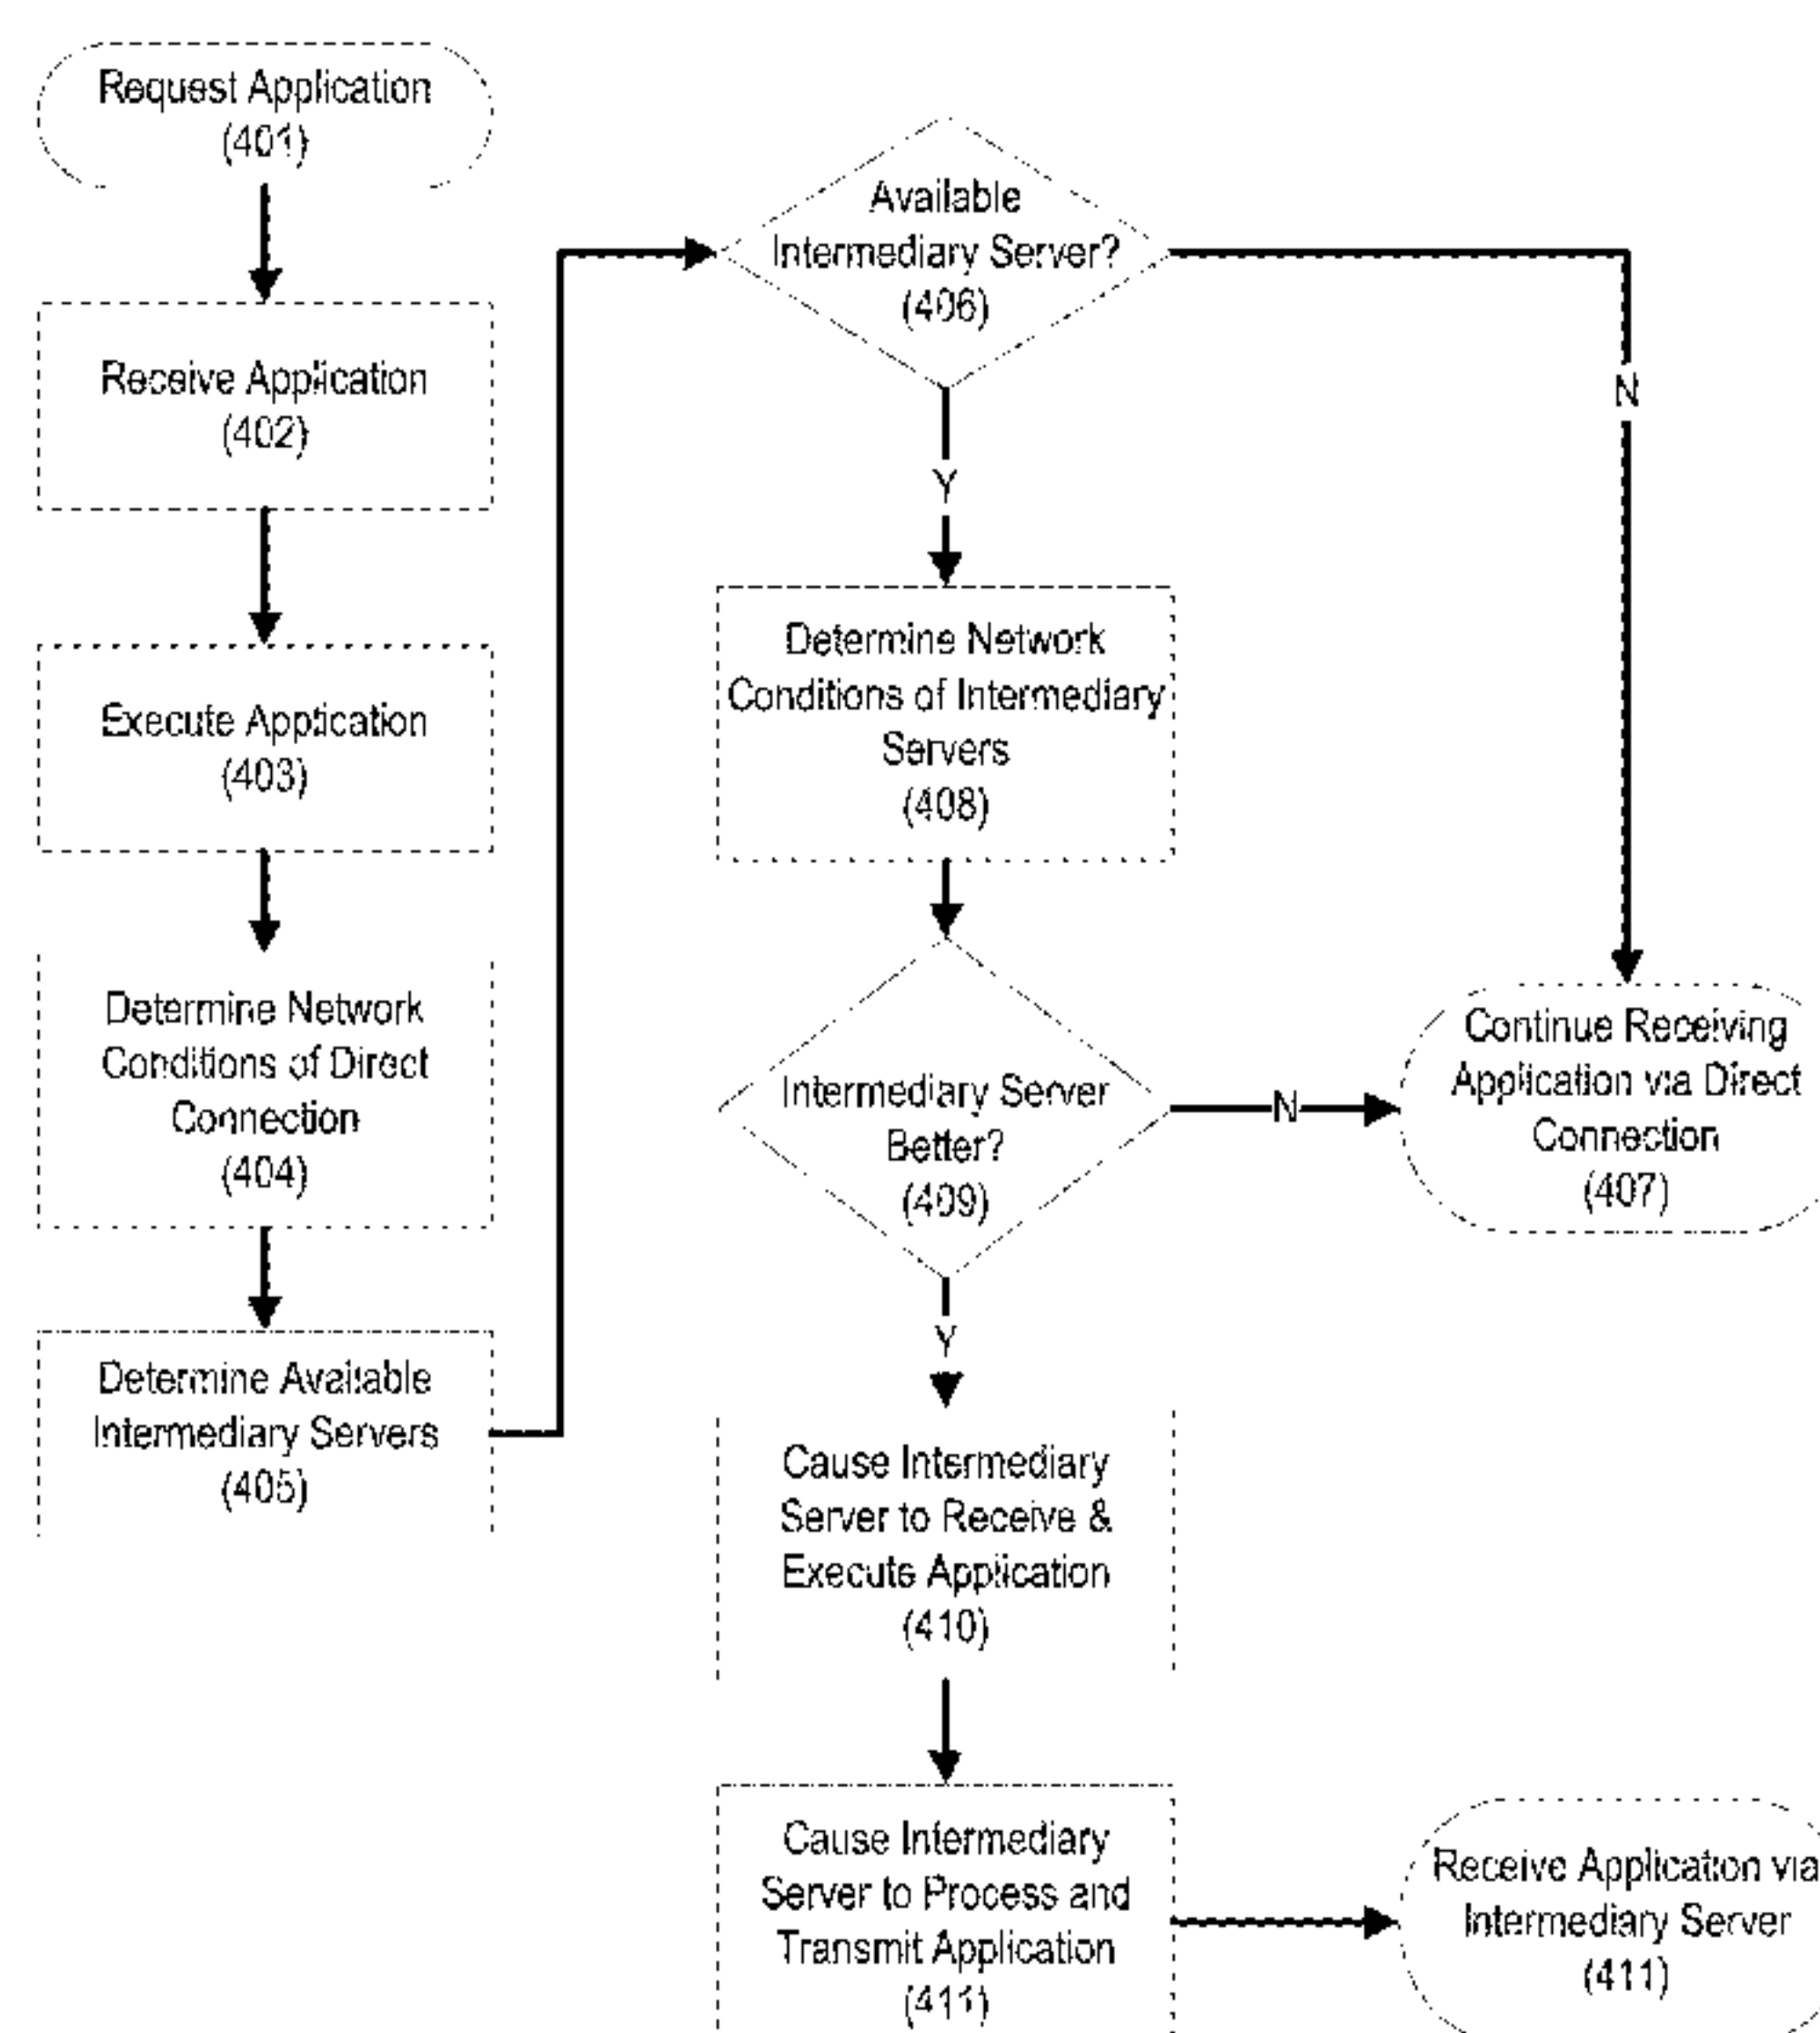 Request Application
(401)
Receive Application
(402)
Execute Application
(403)
Determine Network
Conditions of Direct
Connection
(404)
Determine Available
Intermediary Servers
(405)
Available
Intermediary Server?
(406)
N
Y
Determine Network
Conditions of Intermediary
Servers
(408)
Intermediary Server
Better?
(409)
N
Continue Receiving
Application via Direct
Connection
(407)
Y
Cause Intermediary
Server to Receive &
Execute Application
(410)
Cause Intermediary
Server to Process and
Transmit Application
(411)
Receive Application via
Intermediary Server
(411)